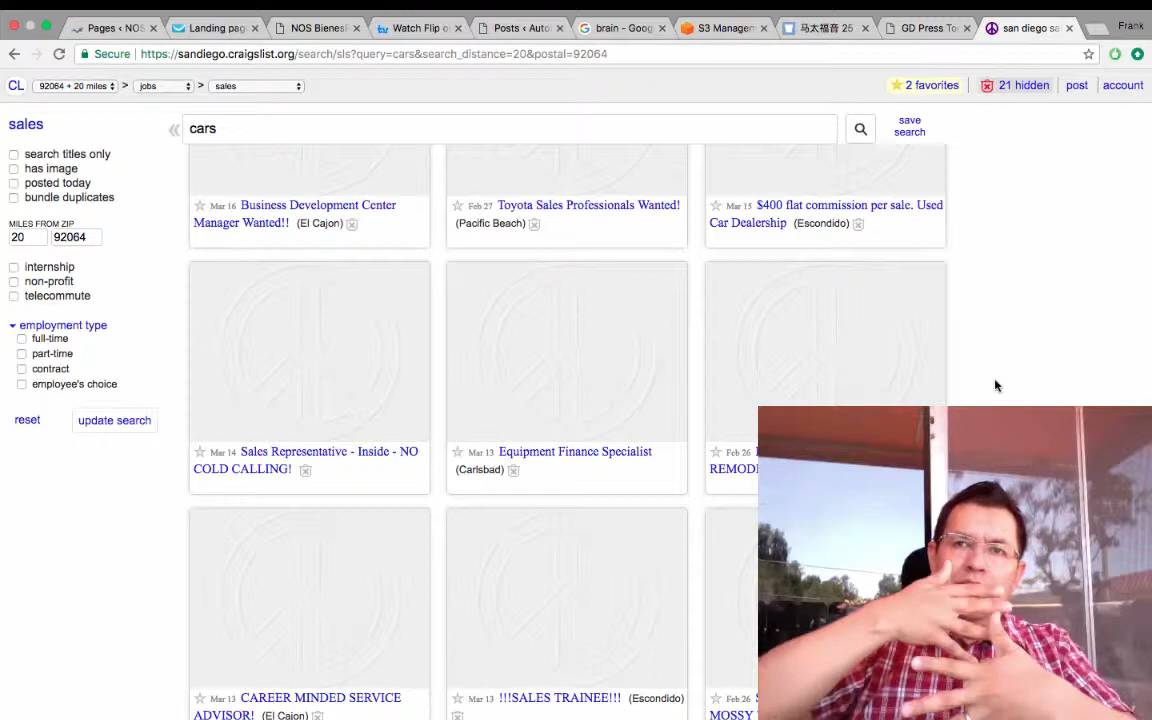 Pages ‹ NOS
Landing pag
NOS Bienes
Watch Flip o
Posts ‹ Auto
brain - Goog
S3 Managem
马太福音 25
GD Press To
san diego sa
Frank
Secure
https://sandiego.craigslist.org/search/sls?query=cars&search_distance=20&postal=92064
CL
92064 + 20 miles
>
jobs
>
sales
2 favorites
21 hidden
post
account
sales
cars
save
search
search titles only
has image
posted today
bundle duplicates
MILES FROM ZIP
20
92064
internship
non-profit
telecommute
employment type
full-time
part-time
contract
employee's choice
reset
update search
Mar 16 Business Development Center
Manager Wanted!! (El Cajon)
Feb 27 Toyota Sales Professionals Wanted!
(Pacific Beach)
Mar 15 $400 flat commission per sale. Used
Car Dealership (Escondido)
Mar 14 Sales Representative - Inside - NO
COLD CALLING!
Mar 13 Equipment Finance Specialist
(Carlsbad)
Feb 26
REMOD
Mar 13 CAREER MINDED SERVICE
ADVISOR! (El Cajon)
Mar 13 !!!SALES TRAINEE!!! (Escondido)
Feb 26
MOSSY